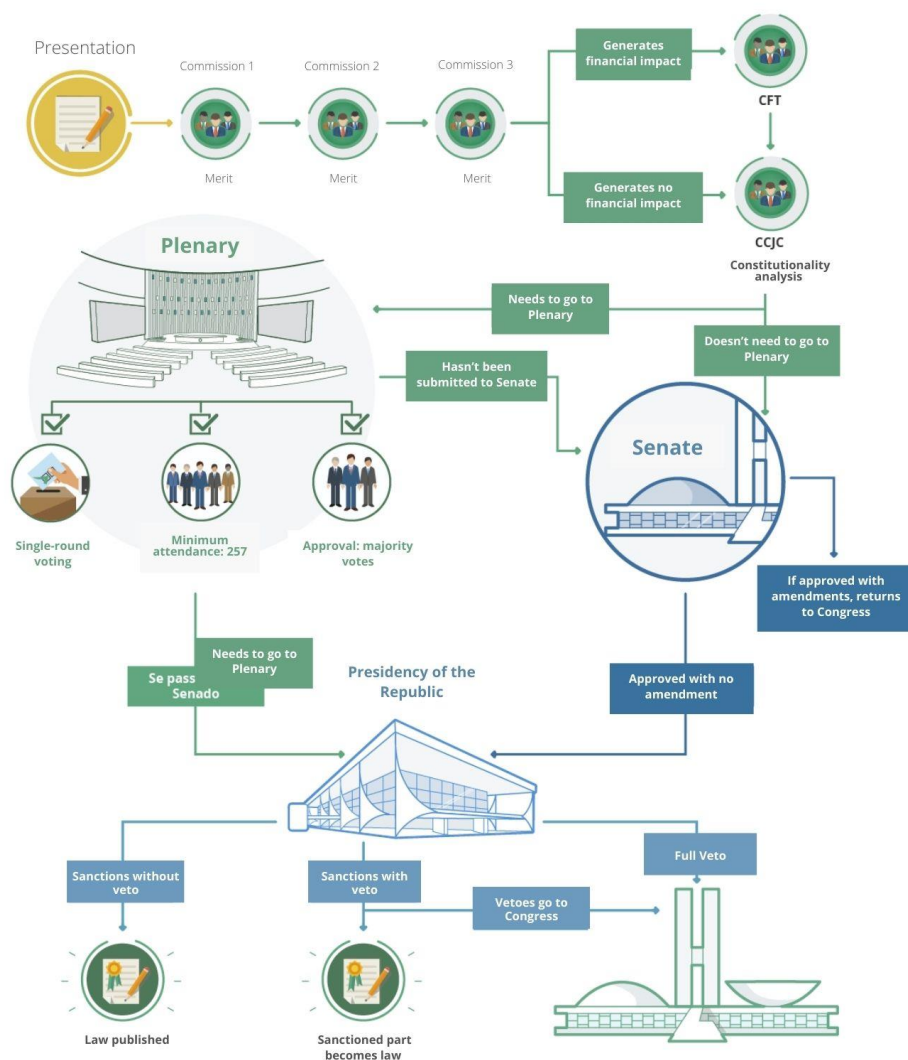 Presentation
Commission 1
Commission 2
Commission 3
Merit
Merit
Merit
Generates
financial impact
CFT
Generates no
financial impact
CCJC
Constitutionality
analysis
Plenary
Needs to go to
Plenary
Doesn't need to go to
Plenary
Hasn't been
submitted to Senate
Senate
Single-round
voting
Minimum
attendance: 257
Approval: majority
votes
If approved with
amendments, returns
to Congress
Needs to go to
Plenary
Se pass
Senado
Presidency of the
Republic
Approved with no
amendment
Sanctions without
veto
Sanctions with
veto
Full Veto
Vetoes go to
Congress
Law published
Sanctioned part
becomes law